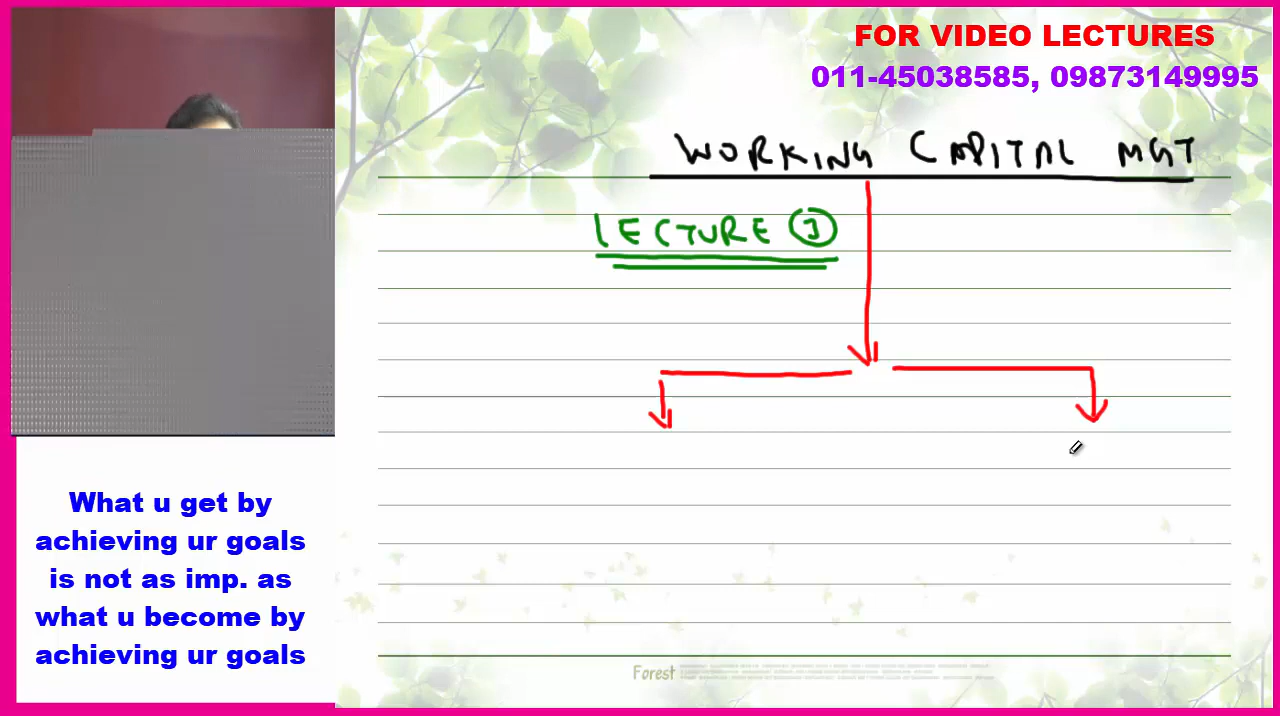 FOR VIDEO LECTURES
011-45038585, 09873149995
WORKING CAPITAL MGT
LECTURE ①
What u get by
achieving ur goals
is not as imp. as
what u become by
achieving ur goals
Forest